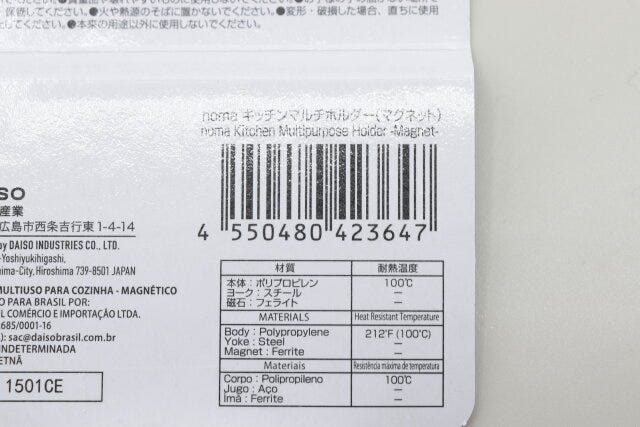 保管してください。●火や熱源のそばに置かないでください。●変形・破損した場合、直ちに使用
してください。●本来の用途以外に使用しないでください。
noma キッチンマルチホルダー(マグネット)
noma Kitchen Multipurpose Holder -Magnet-
4 550480 423647
ISO
産業
広島市西条吉行東1-4-14
by DAISO INDUSTRIES CO., LTD.
-Yoshiyukihigashi,
ima-City, Hiroshima 739-8501 JAPAN
MULTIUSO PARA COZINHA - MAGNÉTICO
O PARA BRASIL POR:
L COMÉRCIO E IMPORTAÇÃO LTDA.
685/0001-16
): sac@daisobrasil.com.br
NDETERMINADA
ETNÃ
1501CE
材質 耐熱温度
本体:ポリプロピレン 100℃
ヨーク:スチール —
磁石:フェライト —
MATERIALS Heat Resistant Temperature
Body : Polypropylene 212°F (100℃)
Yoke : Steel —
Magnet : Ferrite —
Materiais Resistência máxima de temperatura
Corpo : Polipropileno 100℃
Jugo : Aço —
Imã : Ferrite —